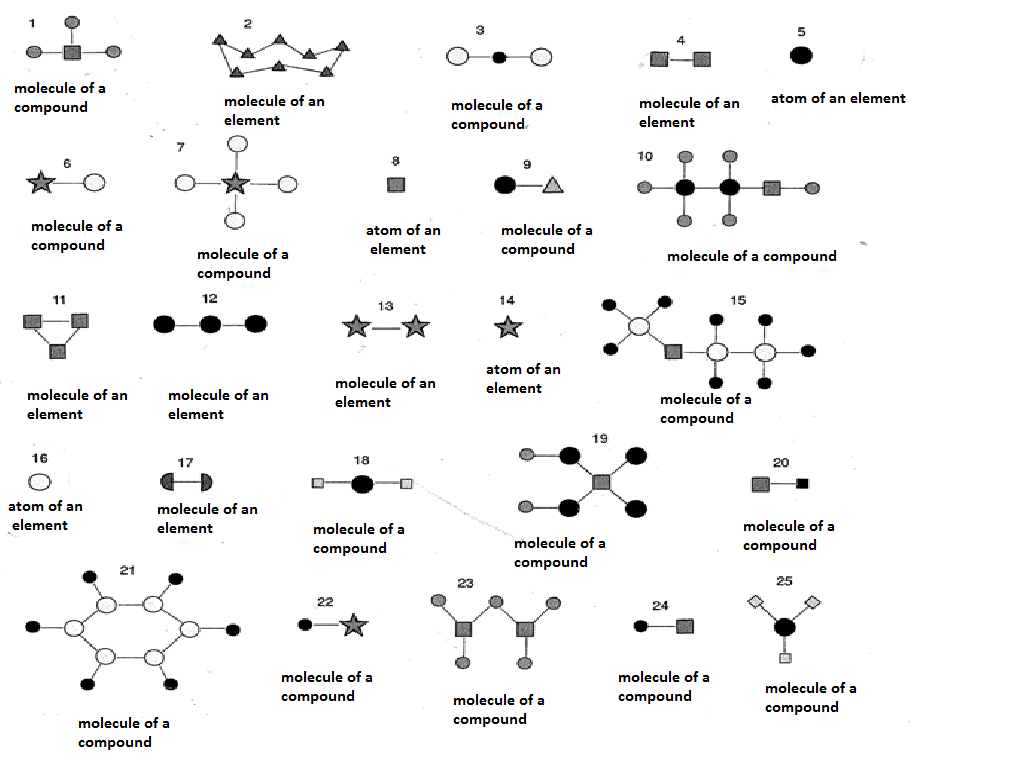 1
2
3
4
5
molecule of a
compound
molecule of an
element
molecule of a
compound
molecule of an
element
atom of an element
6
7
8
9
10
molecule of a
compound
molecule of a
compound
atom of an
element
molecule of a
compound
molecule of a compound
11
12
13
14
15
molecule of an
element
molecule of an
element
molecule of an
element
atom of an
element
molecule of a
compound
16
17
18
19
20
atom of an
element
molecule of an
element
molecule of a
compound
molecule of a
compound
molecule of a
compound
21
22
23
24
25
molecule of a
compound
molecule of a
compound
molecule of a
compound
molecule of a
compound
molecule of a
compound